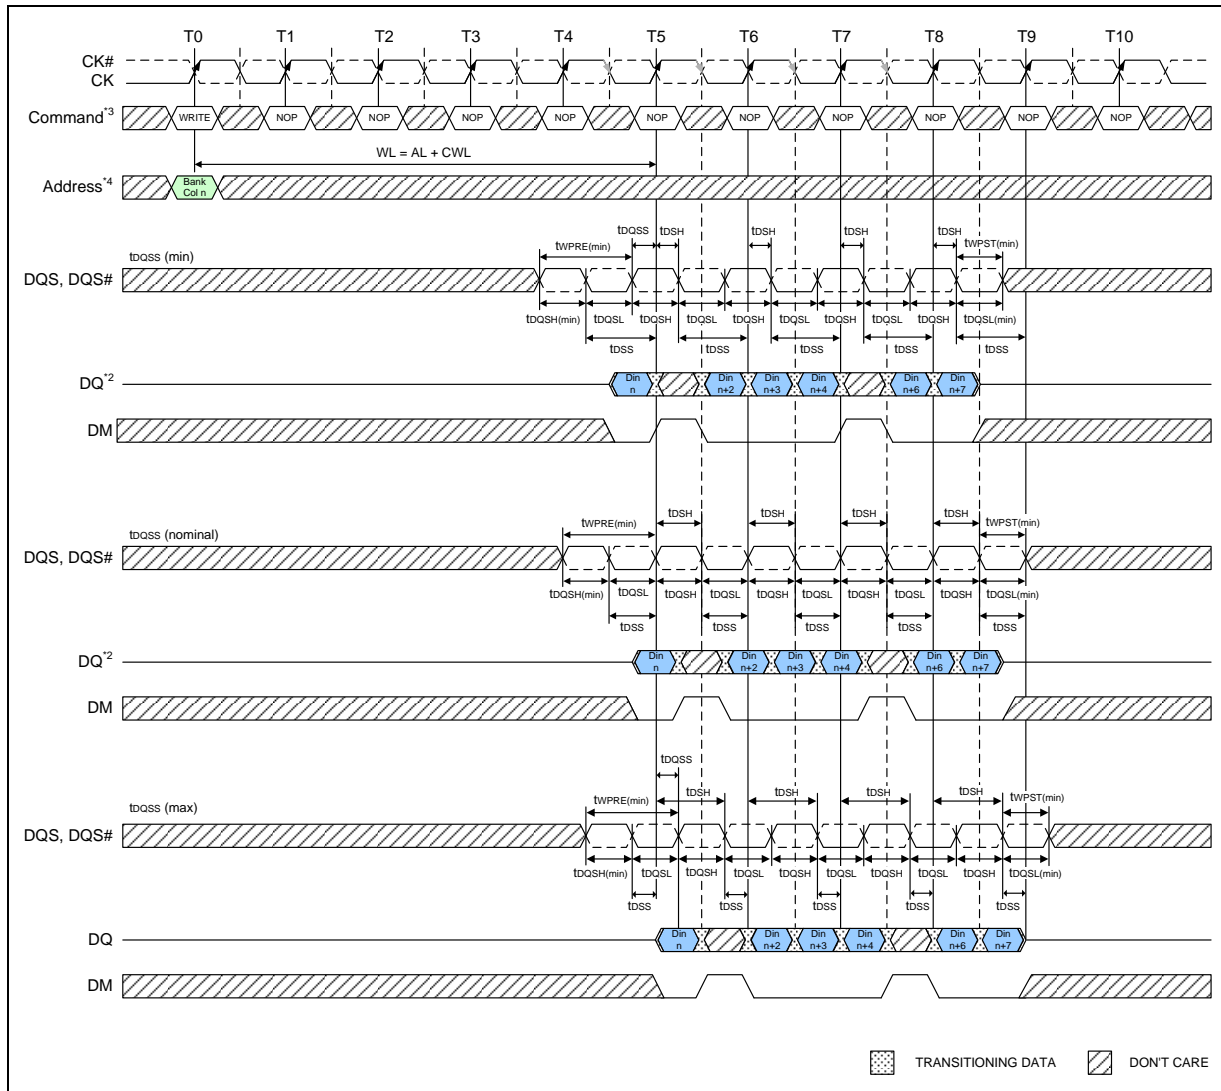 T0 T1 T2 T3 T4 T5 T6 T7 T8 T9 T10
CK#
CK
Command*3 WRITE NOP NOP NOP NOP NOP NOP NOP NOP NOP NOP
WL = AL + CWL
Address*4 Bank
Col n
tDQSS tDSH tDSH tDSH tDSH
tDQSS (min) tWPRE(min) tWPST(min)
DQS, DQS#
tDQSH(min) tDQSL tDQSH tDQSL tDQSH tDQSL tDQSH tDQSL tDQSH tDQSL(min)
tDSS tDSS tDSS tDSS tDSS
DQ*2 Din n Din n+2 Din n+3 Din n+4 Din n+6 Din n+7
DM
tDSH tDSH tDSH tDSH
tDQSS (nominal) tWPRE(min) tWPST(min)
DQS, DQS#
tDQSH(min) tDQSL tDQSH tDQSL tDQSH tDQSL tDQSH tDQSL tDQSH tDQSL(min)
tDSS tDSS tDSS tDSS tDSS
DQ*2 Din n Din n+2 Din n+3 Din n+4 Din n+6 Din n+7
DM
tDQSS
tDQSS (max) tWPRE(min) tDSH tDSH tDSH tDSH tWPST(min)
DQS, DQS#
tDQSH(min) tDQSL tDQSH tDQSL tDQSH tDQSL tDQSH tDQSL tDQSH tDQSL(min)
tDSS tDSS tDSS tDSS tDSS
DQ Din n Din n+2 Din n+3 Din n+4 Din n+6 Din n+7
DM
TRANSITIONING DATA DON'T CARE